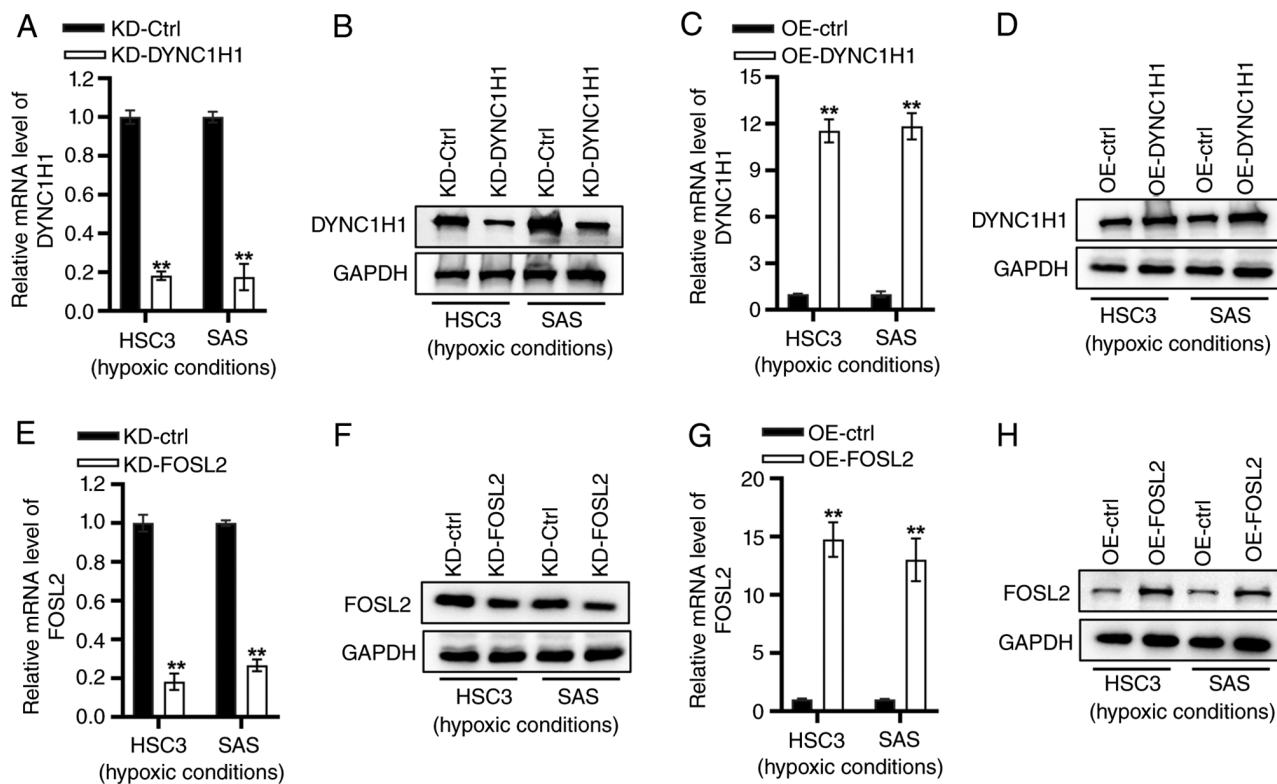 A
KD-Ctrl
KD-DYNC1H1
Relative mRNA level of
DYNC1H1
1.2
1.0
0.8
0.6
0.4
0.2
0.0
**
**
HSC3
SAS
(hypoxic conditions)
B
KD-Ctrl
KD-DYNC1H1
KD-Ctrl
KD-DYNC1H1
DYNC1H1
GAPDH
HSC3
SAS
(hypoxic conditions)
C
OE-ctrl
OE-DYNC1H1
Relative mRNA level of
DYNC1H1
15
12
9
6
3
0
**
**
HSC3
SAS
(hypoxic conditions)
D
OE-ctrl
OE-DYNC1H1
OE-ctrl
OE-DYNC1H1
DYNC1H1
GAPDH
HSC3
SAS
(hypoxic conditions)
E
KD-ctrl
KD-FOSL2
Relative mRNA level of
FOSL2
1.2
1.0
0.8
0.6
0.4
0.2
0.0
**
**
HSC3
SAS
(hypoxic conditions)
F
KD-ctrl
KD-FOSL2
KD-Ctrl
KD-FOSL2
FOSL2
GAPDH
HSC3
SAS
(hypoxic conditions)
G
OE-ctrl
OE-FOSL2
Relative mRNA level of
FOSL2
20
15
10
5
0
**
**
HSC3
SAS
(hypoxic conditions)
H
OE-ctrl
OE-FOSL2
OE-ctrl
OE-FOSL2
FOSL2
GAPDH
HSC3
SAS
(hypoxic conditions)